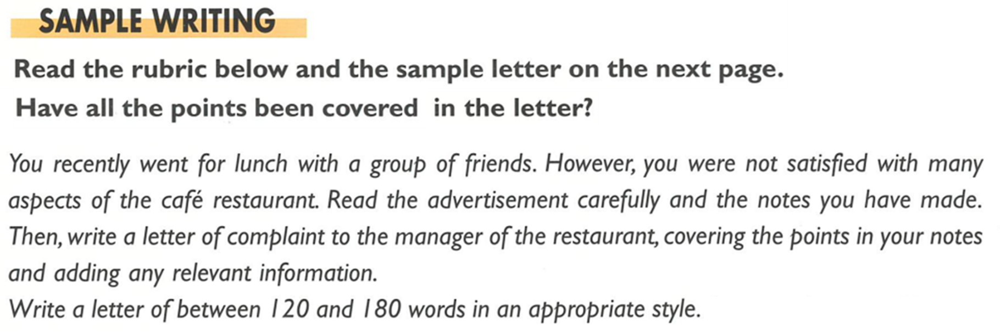 SAMPLE WRITING
Read the rubric below and the sample letter on the next page.
Have all the points been covered in the letter?
You recently went for lunch with a group of friends. However, you were not satisfied with many
aspects of the café restaurant. Read the advertisement carefully and the notes you have made.
Then, write a letter of complaint to the manager of the restaurant, covering the points in your notes
and adding any relevant information.
Write a letter of between 120 and 180 words in an appropriate style.